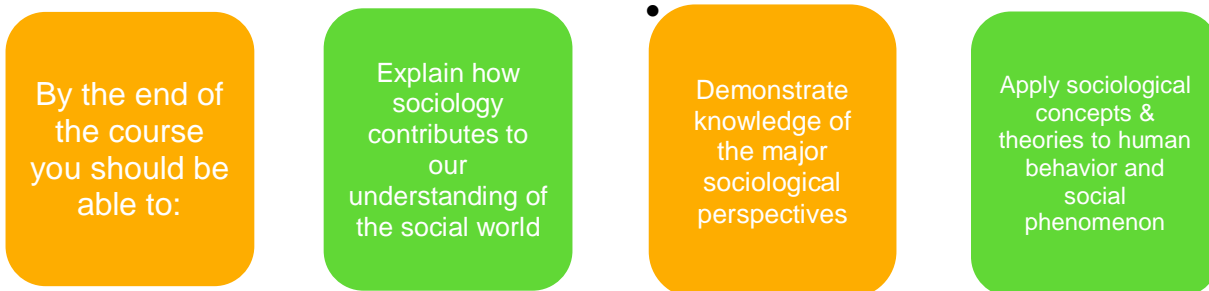 By the end of
the course
you should be
able to:
Explain how
sociology
contributes to
our
understanding of
the social world
•
Demonstrate
knowledge of
the major
sociological
perspectives
Apply sociological
concepts &
theories to human
behavior and
social
phenomenon